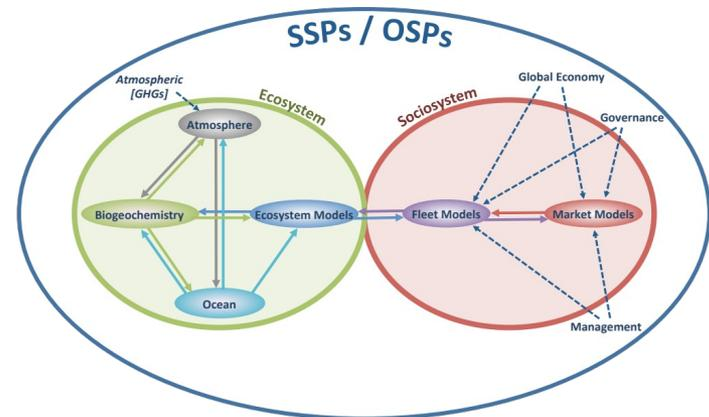 SSPs / OSPs
Atmospheric
[GHGs]
Ecosystem
Sociosystem
Global Economy
Governance
Atmosphere
Biogeochemistry
Ecosystem Models
Fleet Models
Market Models
Ocean
Management